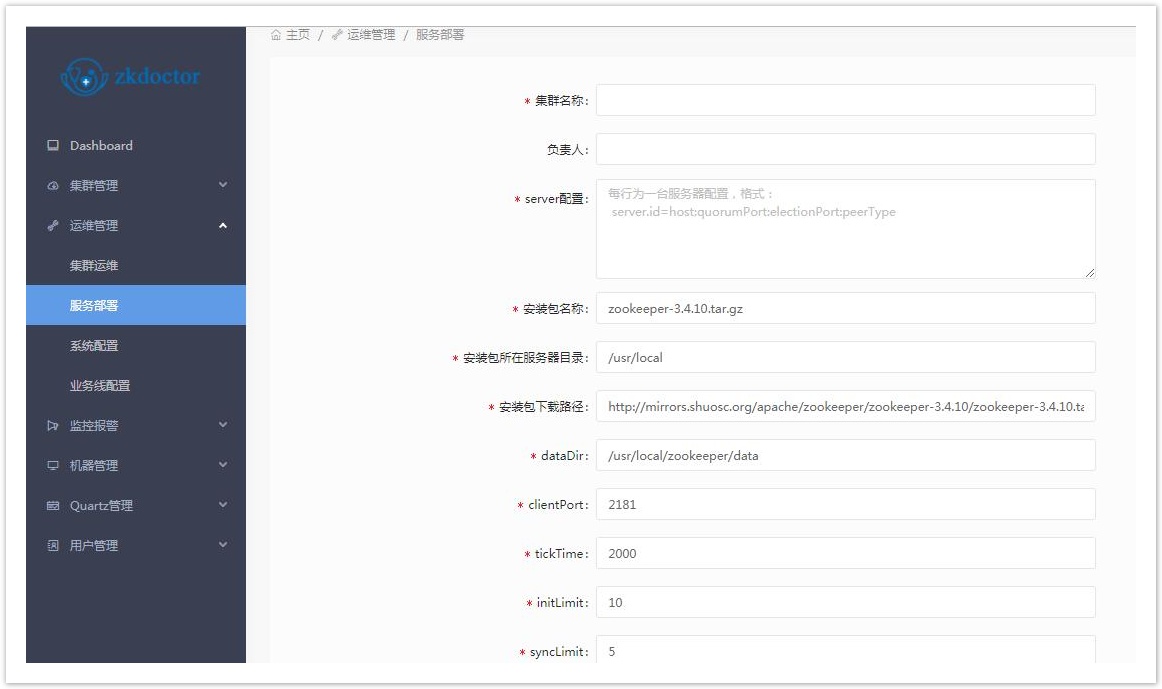 主页 / 运维管理 / 服务部署
zkdoctor
Dashboard
集群管理
运维管理
集群运维
服务部署
系统配置
业务线配置
监控报警
机器管理
Quartz管理
用户管理
* 集群名称:
负责人:
* server配置:
每行为一台服务器配置，格式：
server.id=host:quorumPort:electionPort:peerType
* 安装包名称:
zookeeper-3.4.10.tar.gz
* 安装包所在服务器目录:
/usr/local
* 安装包下载路径:
http://mirrors.shuosc.org/apache/zookeeper/zookeeper-3.4.10/zookeeper-3.4.10.ta
* dataDir:
/usr/local/zookeeper/data
* clientPort:
2181
* tickTime:
2000
* initLimit:
10
* syncLimit:
5